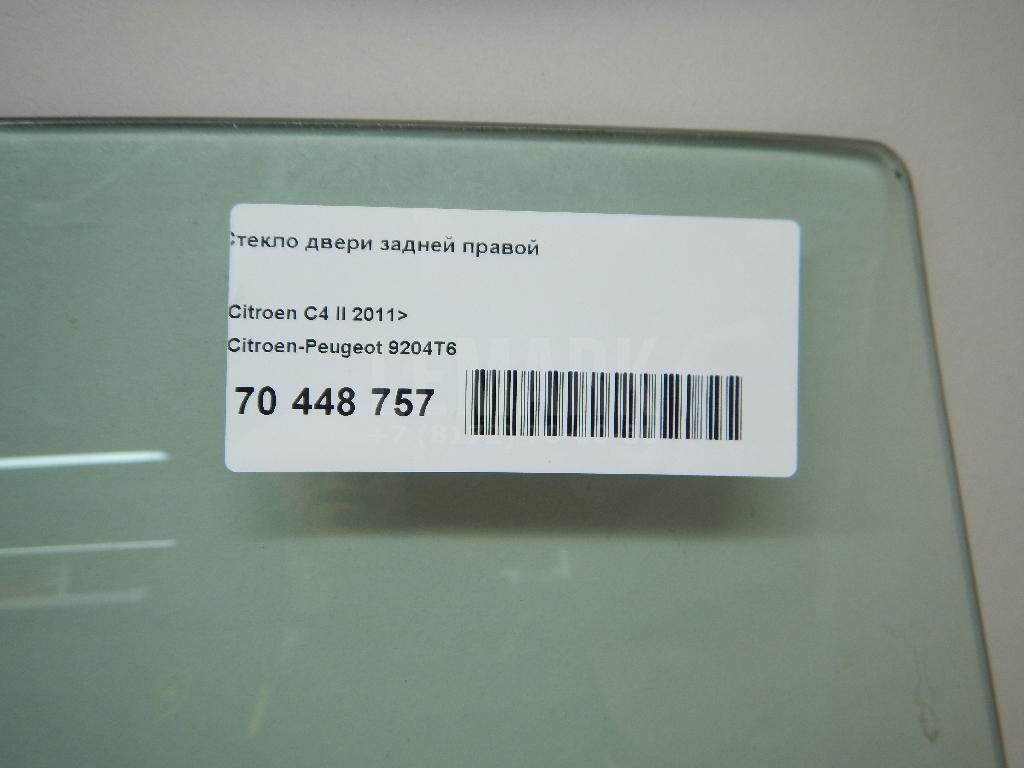 Стекло двери задней правой
Citroen C4 II 2011>
Citroen-Peugeot 9204T6
70 448 757